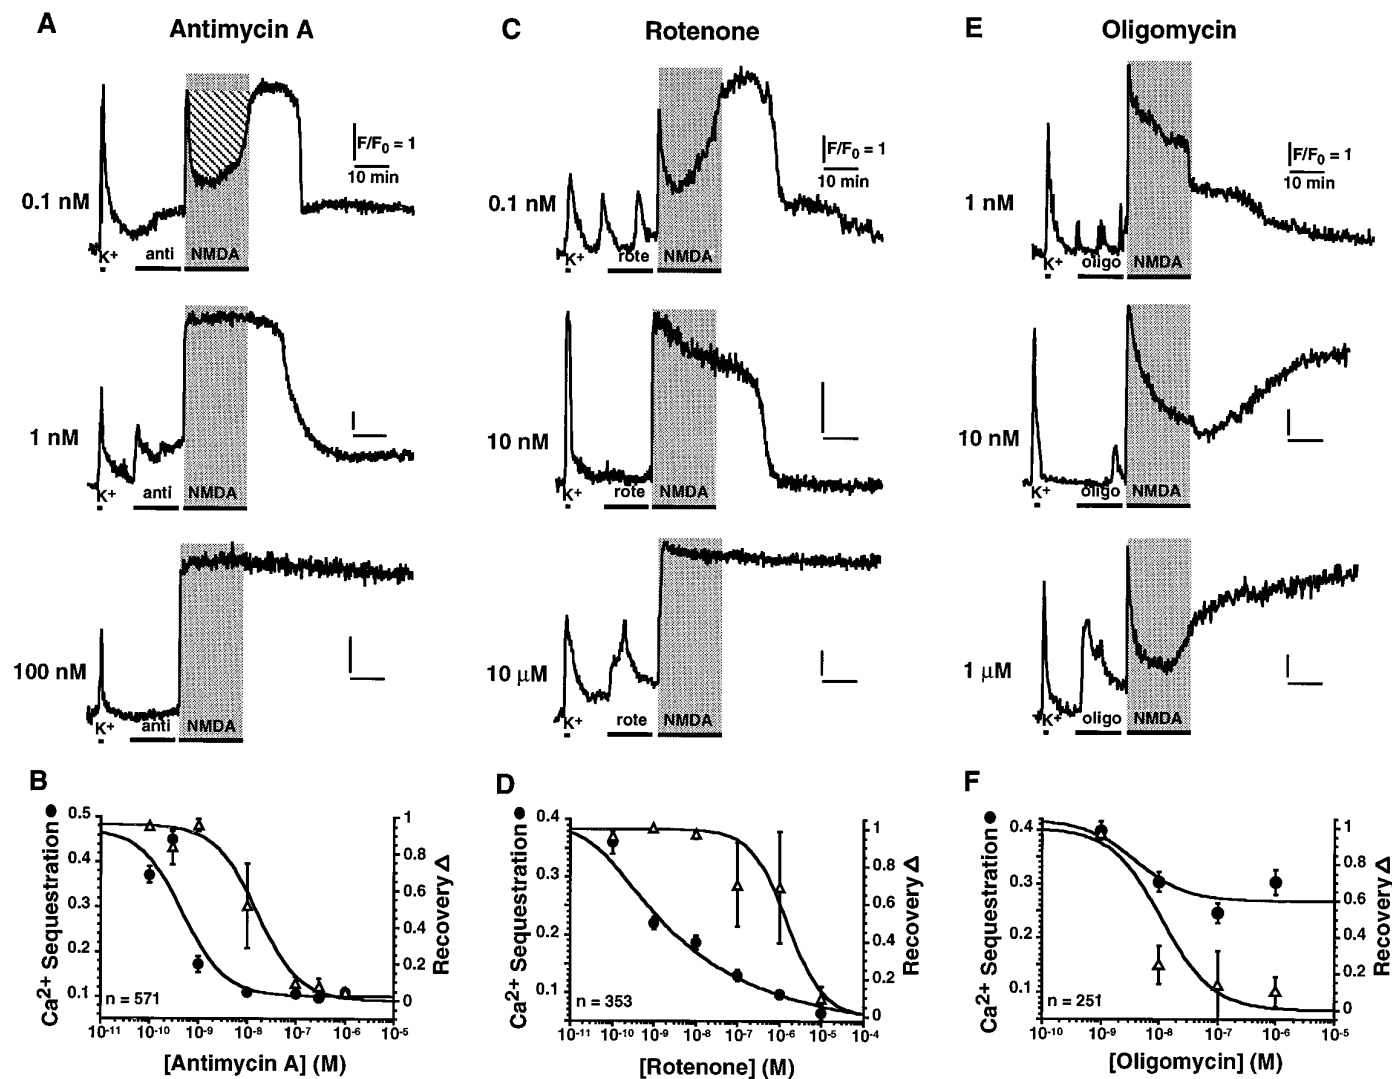 A Antimycin A
0.1 nM
F/F0 = 1
10 min
K+ anti NMDA
1 nM
K+ anti NMDA
100 nM
K+ anti NMDA
C Rotenone
0.1 nM
F/F0 = 1
10 min
K+ rote NMDA
10 nM
K+ rote NMDA
10 μM
K+ rote NMDA
E Oligomycin
1 nM
F/F0 = 1
10 min
K+ oligo NMDA
10 nM
K+ oligo NMDA
1 μM
K+ oligo NMDA
B
Ca2+ Sequestration ●
0.5
0.4
0.3
0.2
0.1
n = 571
1
0.8
0.6
0.4
0.2
0
Recovery Δ
10-11 10-10 10-9 10-8 10-7 10-6 10-5
[Antimycin A] (M)
D
Ca2+ Sequestration ●
0.4
0.3
0.2
0.1
n = 353
1
0.8
0.6
0.4
0.2
0
Recovery Δ
10-11 10-10 10-9 10-8 10-7 10-6 10-5 10-4
[Rotenone] (M)
F
Ca2+ Sequestration ●
0.4
0.3
0.2
0.1
n = 251
1
0.8
0.6
0.4
0.2
0
Recovery Δ
10-10 10-9 10-8 10-7 10-6 10-5
[Oligomycin] (M)